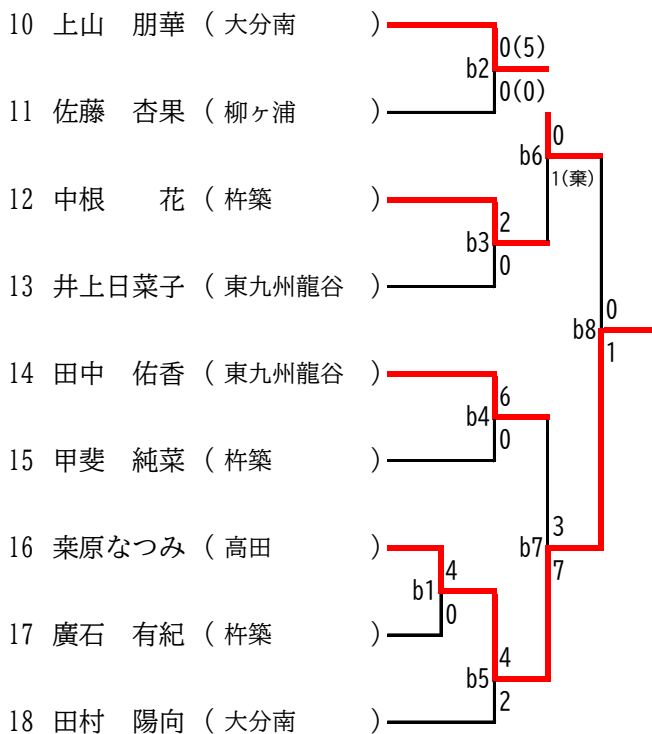 10 上山 朋華 ( 大分南 )
0(5)
b2
0(0)
11 佐藤 杏果 ( 柳ヶ浦 )
0
b6
1(棄)
12 中根 花 ( 杵築 )
2
b3
0
13 井上日菜子 ( 東九州龍谷 )
0
b8
1
14 田中 佑香 ( 東九州龍谷 )
6
b4
0
15 甲斐 純菜 ( 杵築 )
3
b7
7
16 桒原なつみ ( 高田 )
4
b1
0
17 廣石 有紀 ( 杵築 )
4
b5
2
18 田村 陽向 ( 大分南 )